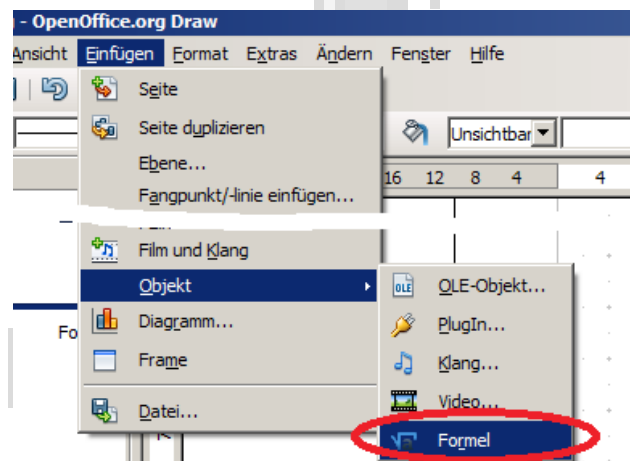 - OpenOffice.org Draw
Ansicht Einfügen Format Extras Ändern Fenster Hilfe
Seite
Seite duplizieren
Unsichtbar
Ebene...
16 12 8 4 4
Fangpunkt/-linie einfügen...
Film und Klang
Objekt
OLE OLE-Objekt...
Diagramm...
PlugIn...
Fo
Frame
Klang...
Video...
Datei...
Formel